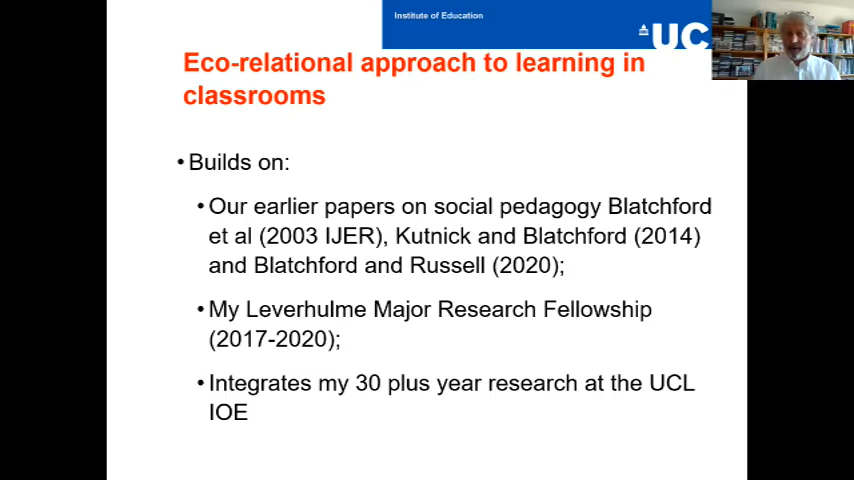 Institute of Education
UC
Eco-relational approach to learning in
classrooms
• Builds on:
• Our earlier papers on social pedagogy Blatchford
et al (2003 IJER), Kutnick and Blatchford (2014)
and Blatchford and Russell (2020);
• My Leverhulme Major Research Fellowship
(2017-2020);
• Integrates my 30 plus year research at the UCL
IOE